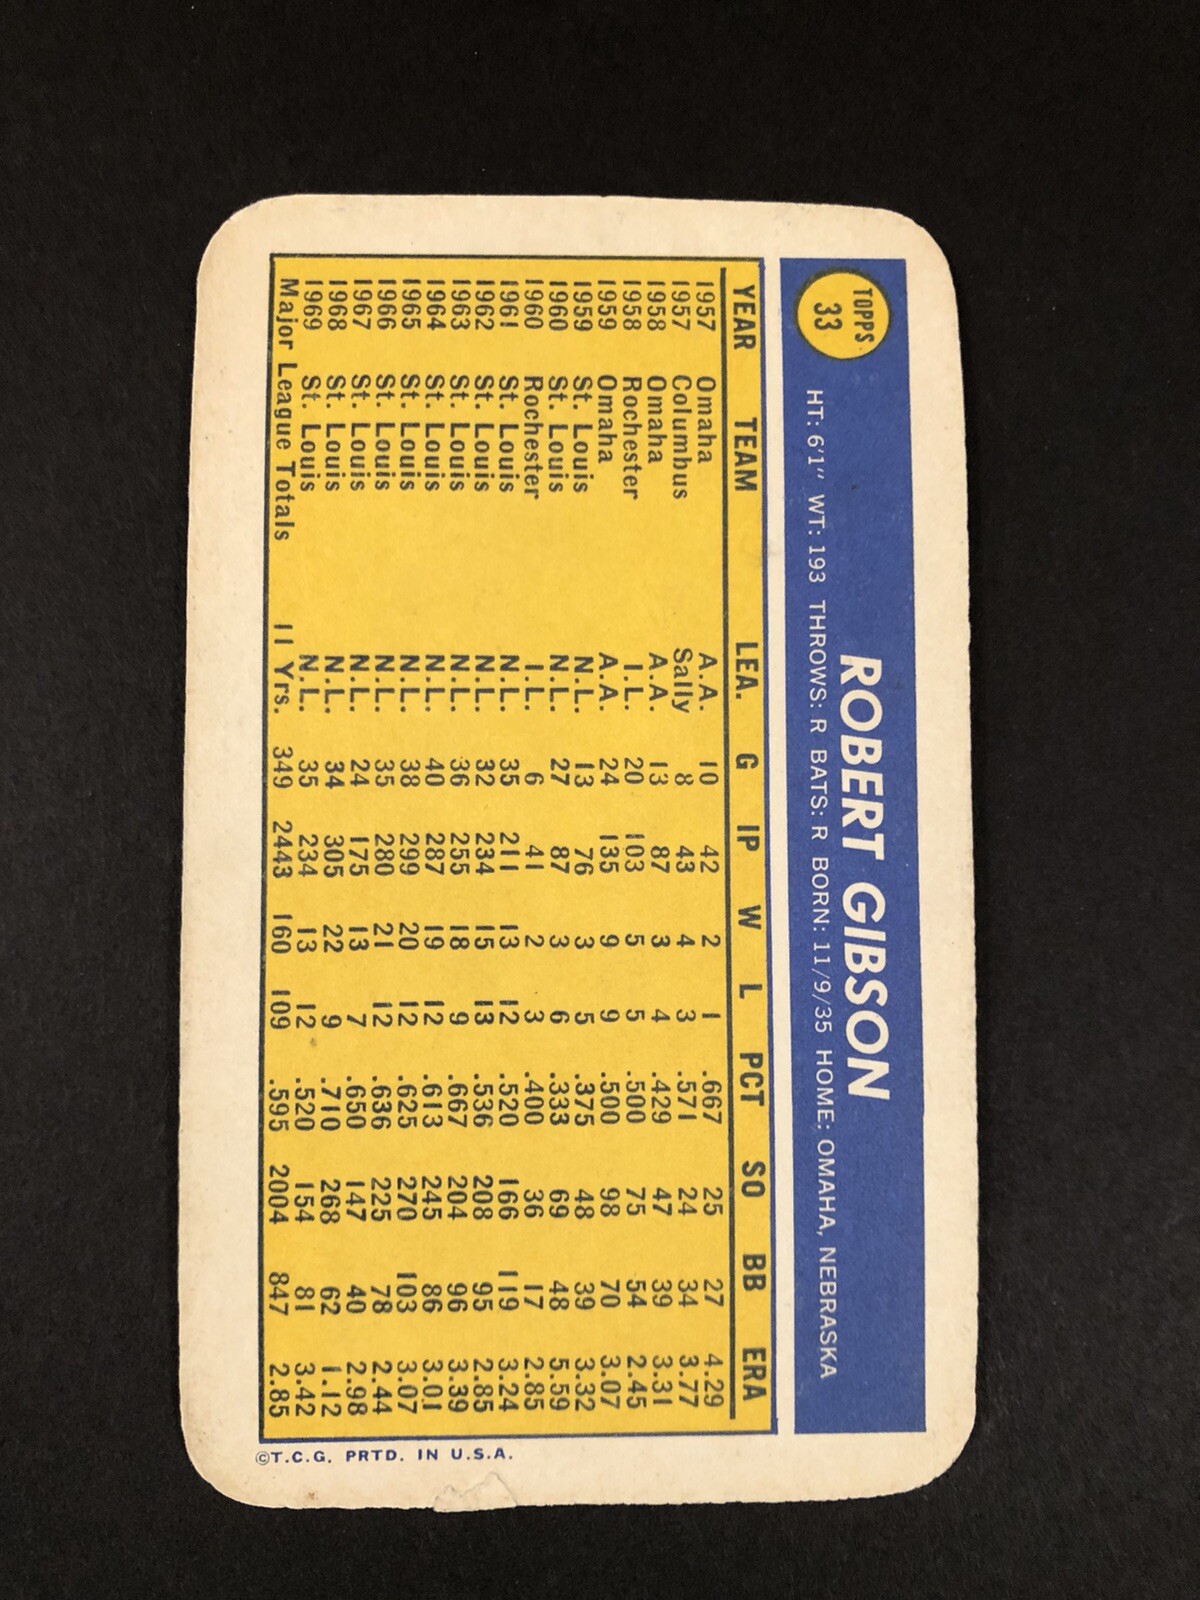 TOPPS
33
ROBERT GIBSON
HT: 6'1" WT: 193 THROWS: R BATS: R BORN: 11/9/35 HOME: OMAHA, NEBRASKA
YEAR TEAM LEA. G IP W L PCT SO BB ERA
1957 Omaha A.A. 10 42 2 1 .667 25 27 4.29
1957 Columbus Sally 8 43 4 3 .571 24 34 3.77
1958 Omaha A.A. 13 87 3 4 .429 47 39 3.31
1958 Rochester I.L. 20 103 5 5 .500 75 54 2.45
1959 Omaha A.A. 24 135 9 9 .500 98 70 3.07
1959 St. Louis N.L. 13 76 3 5 .375 48 39 3.32
1960 St. Louis N.L. 27 87 3 6 .333 69 48 5.59
1960 Rochester I.L. 6 41 2 3 .400 36 17 2.85
1961 St. Louis N.L. 35 211 13 12 .520 166 119 3.24
1962 St. Louis N.L. 32 234 15 13 .536 208 95 2.85
1963 St. Louis N.L. 36 255 18 9 .667 204 96 3.39
1964 St. Louis N.L. 40 287 19 12 .613 245 86 3.01
1965 St. Louis N.L. 38 299 20 12 .625 270 103 3.07
1966 St. Louis N.L. 35 280 21 12 .636 225 78 2.44
1967 St. Louis N.L. 24 175 13 7 .650 147 40 2.98
1968 St. Louis N.L. 34 305 22 9 .710 268 62 1.12
1969 St. Louis N.L. 35 234 13 12 .520 154 81 3.42
Major League Totals 11 Yrs. 349 2443 160 109 .595 2004 847 2.85
©T.C.G. PRTD. IN U.S.A.